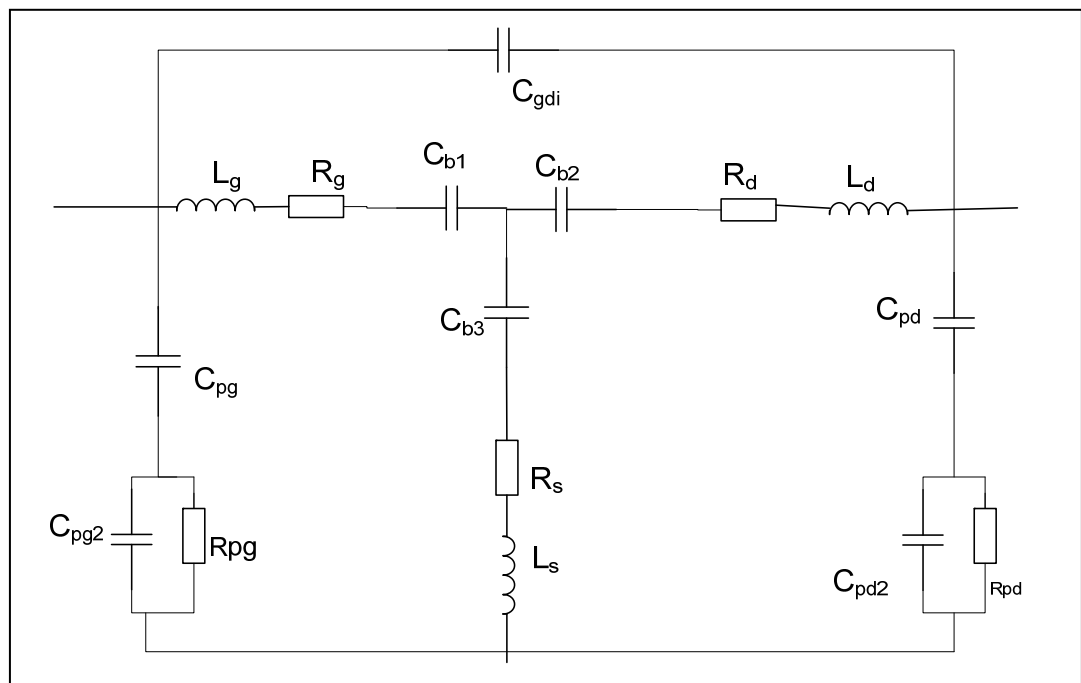 C_gdi
C_b1
C_b2
L_g
R_g
R_d
L_d
C_b3
C_pd
C_pg
R_s
C_pg2
Rpg
L_s
C_pd2
Rpd